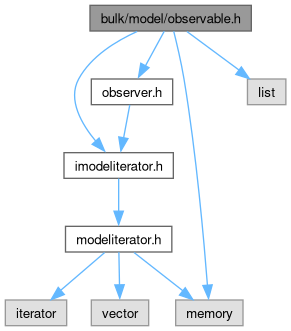 bulk/model/observable.h
observer.h
list
imodeliterator.h
modeliterator.h
iterator
vector
memory